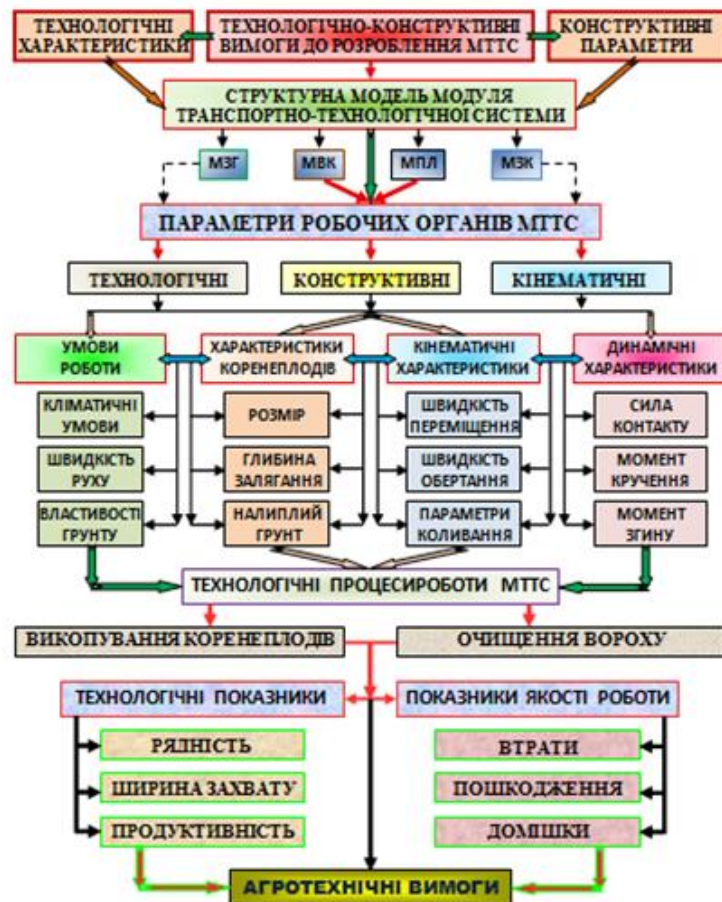 ТЕХНОЛОГІЧНІ
ХАРАКТЕРИСТИКИ
ТЕХНОЛОГІЧНО-КОНСТРУКТИВНІ
ВИМОГИ ДО РОЗРОБЛЕННЯ МТТС
КОНСТРУКТИВНІ
ПАРАМЕТРИ
СТРУКТУРНА МОДЕЛЬ МОДУЛЯ
ТРАНСПОРТНО-ТЕХНОЛОГІЧНОЇ СИСТЕМИ
МЗГ
МВК
МПЛ
МЗК
ПАРАМЕТРИ РОБОЧИХ ОРГАНІВ МТТС
ТЕХНОЛОГІЧНІ
КОНСТРУКТИВНІ
КІНЕМАТИЧНІ
УМОВИ
РОБОТИ
ХАРАКТЕРИСТИКИ
КОРЕНЕПЛОДІВ
КІНЕМАТИЧНІ
ХАРАКТЕРИСТИКИ
ДИНАМІЧНІ
ХАРАКТЕРИСТИКИ
КЛІМАТИЧНІ
УМОВИ
РОЗМІР
ШВИДКІСТЬ
ПЕРЕМІЩЕННЯ
СИЛА
КОНТАКТУ
ШВИДКІСТЬ
РУХУ
ГЛИБИНА
ЗАЛЯГАННЯ
ШВИДКІСТЬ
ОБЕРТАННЯ
МОМЕНТ
КРУЧЕННЯ
ВЛАСТИВОСТІ
ГРУНТУ
НАЛИПЛИЙ
ГРУНТ
ПАРАМЕТРИ
КОЛИВАННЯ
МОМЕНТ
ЗГИНУ
ТЕХНОЛОГІЧНІ ПРОЦЕСИРОБОТИ МТТС
ВИКОПУВАННЯ КОРЕНЕПЛОДІВ
ОЧИЩЕННЯ ВОРОХУ
ТЕХНОЛОГІЧНІ ПОКАЗНИКИ
ПОКАЗНИКИ ЯКОСТІ РОБОТИ
РЯДНІСТЬ
ВТРАТИ
ШИРИНА ЗАХВАТУ
ПОШКОДЖЕННЯ
ПРОДУКТИВНІСТЬ
ДОМІШКИ
АГРОТЕХНІЧНІ ВИМОГИ